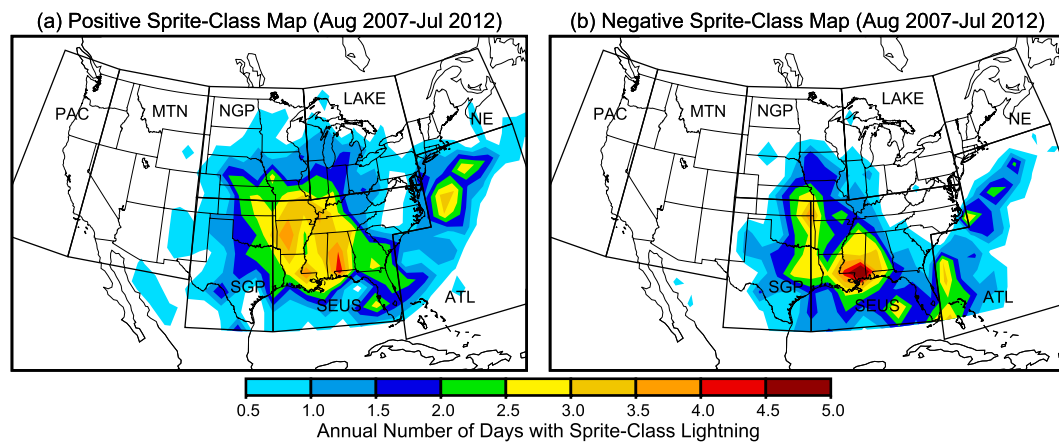 (a) Positive Sprite-Class Map (Aug 2007-Jul 2012)
PAC
MTN
NGP
LAKE
NE
SGP
SEUS
ATL
(b) Negative Sprite-Class Map (Aug 2007-Jul 2012)
PAC
MTN
NGP
LAKE
NE
SGP
SEUS
ATL
0.5 1.0 1.5 2.0 2.5 3.0 3.5 4.0 4.5 5.0
Annual Number of Days with Sprite-Class Lightning